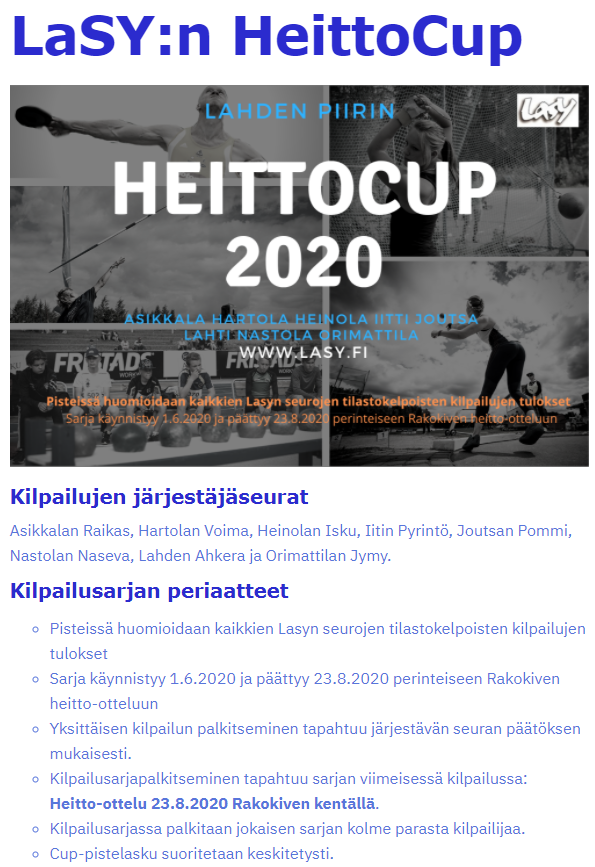 LaSY:n HeittoCup
LAHDEN PIIRIN
LaSY
HEITTOCUP
2020
ASIKKALA HARTOLA HEINOLA IITTI JOUTSA
LAHTI NASTOLA ORIMATTILA
WWW.LASY.FI
FRISTADS
WORKWEAR
FRISTADS
Pisteissä huomioidaan kaikkien Lasyn seurojen tilastokelpoisten kilpailujen tulokset
Sarja käynnistyy 1.6.2020 ja päättyy 23.8.2020 perinteiseen Rakokiven heitto-otteluun
Kilpailujen järjestäjäseurat
Asikkalan Raikas, Hartolan Voima, Heinolan Isku, Iitin Pyrintö, Joutsan Pommi,
Nastolan Naseva, Lahden Ahkera ja Orimattilan Jymy.
Kilpailusarjan periaatteet
Pisteissä huomioidaan kaikkien Lasyn seurojen tilastokelpoisten kilpailujen
tulokset
Sarja käynnistyy 1.6.2020 ja päättyy 23.8.2020 perinteiseen Rakokiven
heitto-otteluun
Yksittäisen kilpailun palkitseminen tapahtuu järjestävän seuran päätöksen
mukaisesti.
Kilpailusarjapalkitseminen tapahtuu sarjan viimeisessä kilpailussa:
Heitto-ottelu 23.8.2020 Rakokiven kentällä.
Kilpailusarjassa palkitaan jokaisen sarjan kolme parasta kilpailijaa.
Cup-pistelasku suoritetaan keskitetysti.